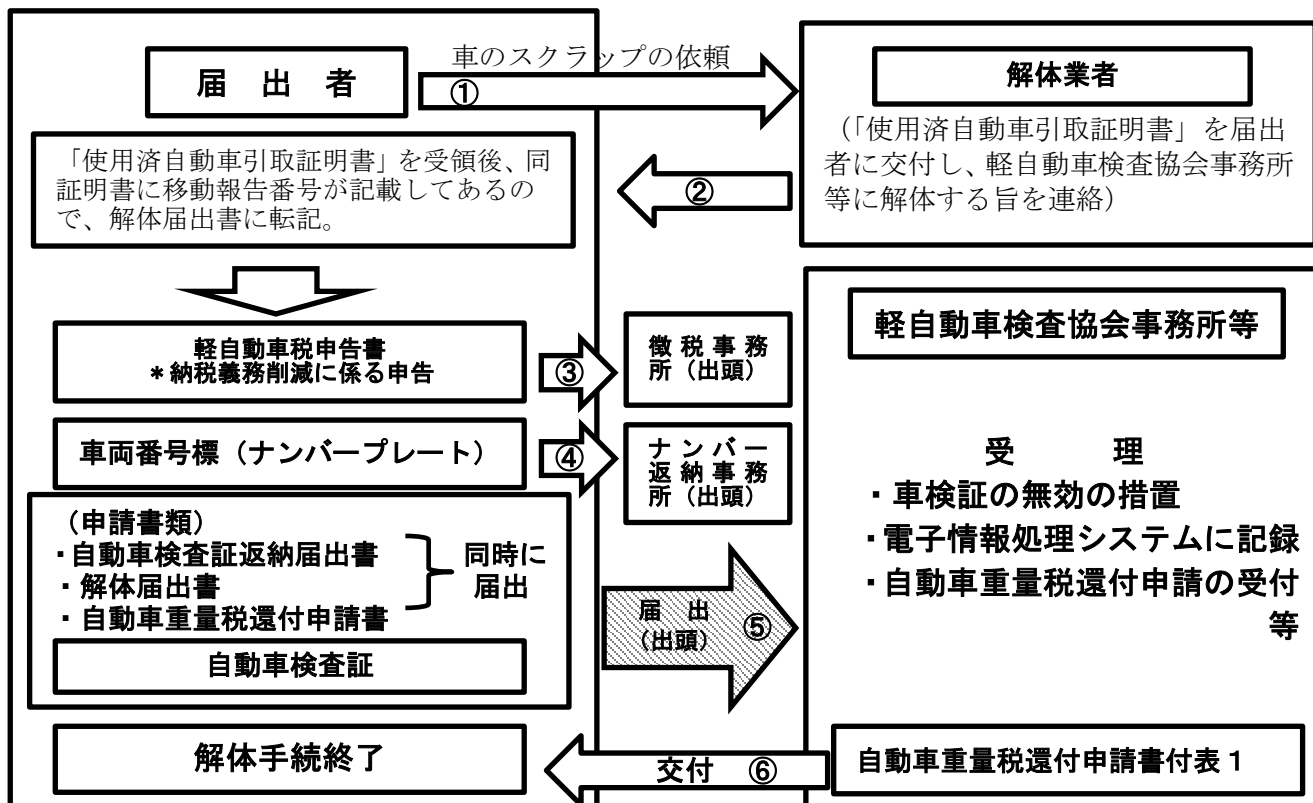 届 出 者
車のスクラップの依頼
①
解体業者
（「使用済自動車引取証明書」を届出
者に交付し、軽自動車検査協会事務所
等に解体する旨を連絡）
②
「使用済自動車引取証明書」を受領後、同
証明書に移動報告番号が記載してあるの
で、解体届出書に転記。
軽自動車税申告書
＊納税義務削減に係る申告
③
徴 税 事 務
所（出頭）
車両番号標（ナンバープレート）
④
ナ ン バ ー
返 納 事 務
所（出頭）
（申請書類）
・自動車検査証返納届出書
・解体届出書
・自動車重量税還付申請書
同時に
届出
自動車検査証
届 出
（出頭）
⑤
軽自動車検査協会事務所等
受 理
・車検証の無効の措置
・電子情報処理システムに記録
・自動車重量税還付申請の受付
等
解体手続終了
交付 ⑥
自動車重量税還付申請書付表１